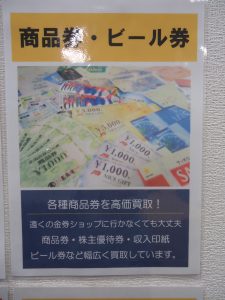 商品券・ビール券
各種商品券を高価買取！
遠くの金券ショップに行かなくても大丈夫
商品券・株主優待券・収入印紙
ビール券など幅広く買取しています。